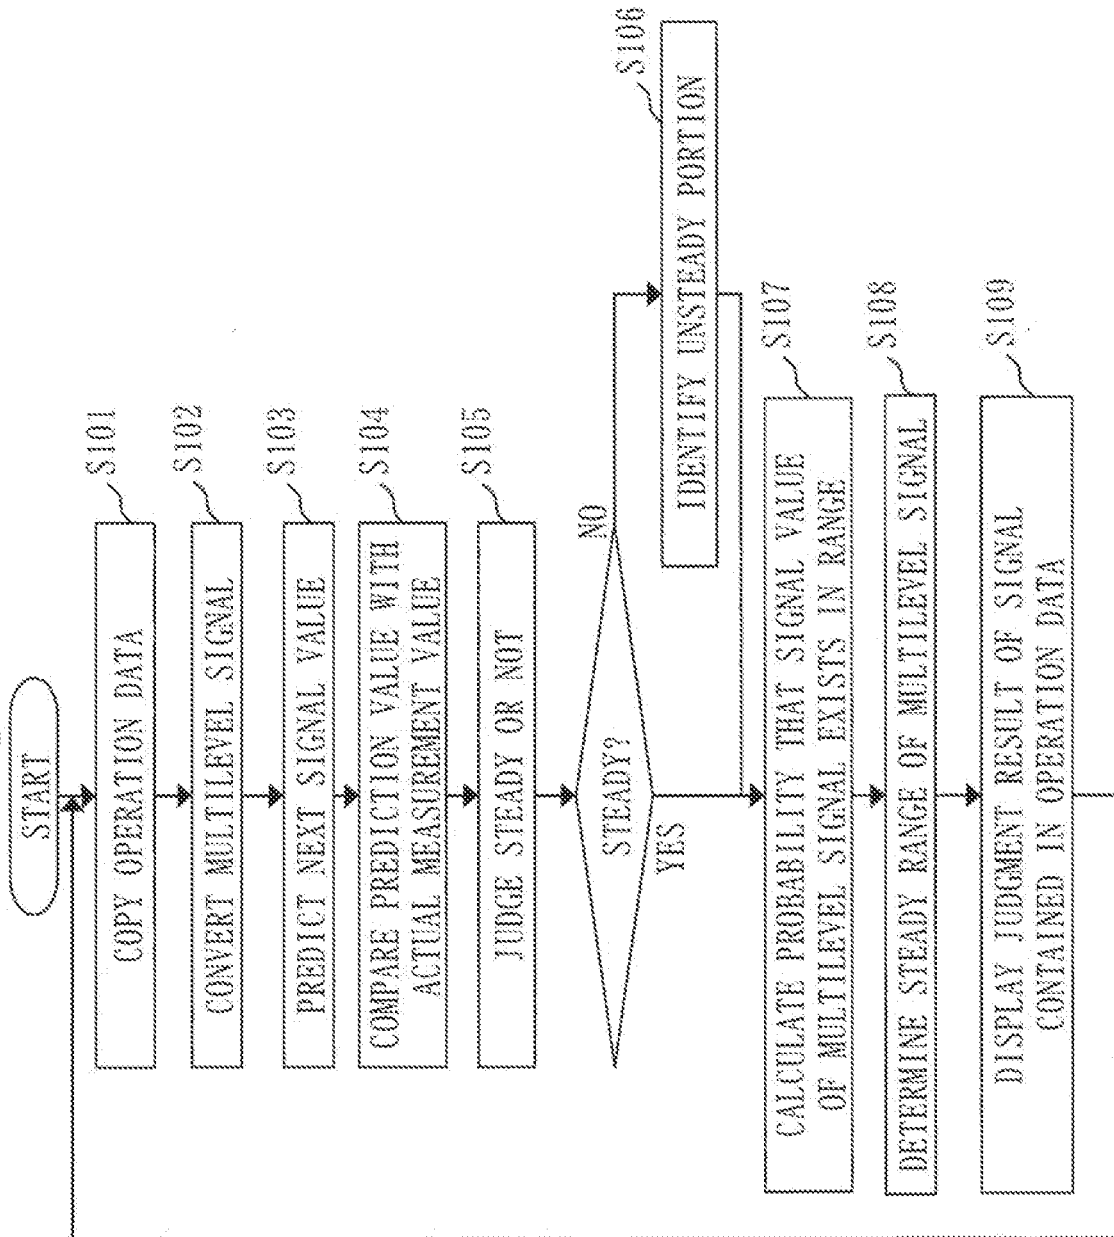 START
S101
COPY OPERATION DATA
S102
CONVERT MULTILEVEL SIGNAL
S103
PREDICT NEXT SIGNAL VALUE
S104
COMPARE PREDICTION VALUE WITH
ACTUAL MEASUREMENT VALUE
S105
JUDGE STEADY OR NOT
STEADY?
NO
YES
S106
IDENTIFY UNSTEADY PORTION
S107
CALCULATE PROBABILITY THAT SIGNAL VALUE
OF MULTILEVEL SIGNAL EXISTS IN RANGE
S108
DETERMINE STEADY RANGE OF MULTILEVEL SIGNAL
S109
DISPLAY JUDGMENT RESULT OF SIGNAL
CONTAINED IN OPERATION DATA